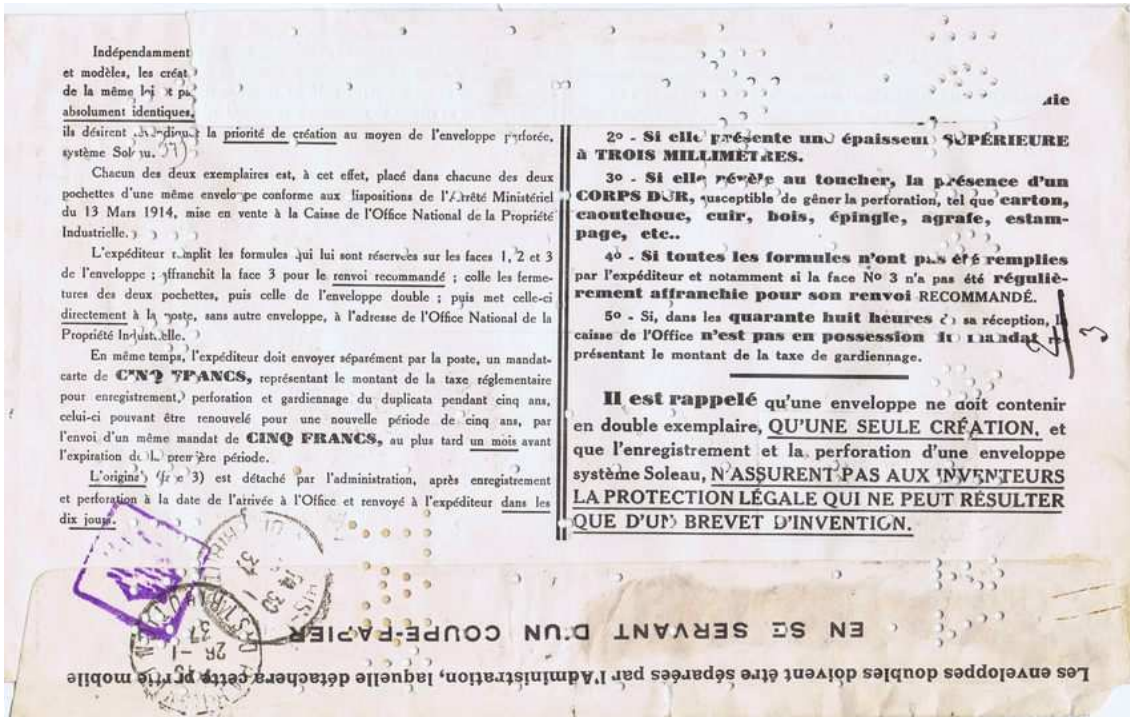 Indépendamment
et modèles, les créat
de la même
absolument identiques,
ils désirent la priorité de création au moyen de l'enveloppe perforée,
système
Chacun des deux exemplaires est, à cet effet, placé dans chacune des deux
pochettes d'une même enveloppe conforme aux dispositions de l'Arrêté Ministériel
du 13 Mars 1914, mise en vente à la Caisse de l'Office National de la Propriété
Industrielle.
L'expéditeur remplit les formules qui lui sont réservées sur les faces 1, 2 et 3
de l'enveloppe ; affranchit la face 3 pour le renvoi recommandé ; colle les ferme-
tures des deux pochettes, puis celle de l'enveloppe double ; puis met celle-ci
directement à la poste, sans autre enveloppe, à l'adresse de l'Office National de la
Propriété Industrielle.
En même temps, l'expéditeur doit envoyer séparément par la poste, un mandat-
carte de CINQ FRANCS, représentant le montant de la taxe réglementaire
pour enregistrement, perforation et gardiennage du duplicata pendant cinq ans,
celui-ci pouvant être renouvelé pour une nouvelle période de cinq ans, par
l'envoi d'un même mandat de CINQ FRANCS, au plus tard un mois avant
l'expiration de la première période.
L'original (face 3) est détaché par l'administration, après enregistrement
et perforation à la date de l'arrivée à l'Office et renvoyé à l'expéditeur dans les
dix jours.
aie
2º - Si elle présente une épaisseur SUPÉRIEURE
à TROIS MILLIMÈTRES.
3º - Si elle révèle au toucher, la présence d'un
CORPS DUR, susceptible de gêner la perforation, tel que carton,
caoutchouc, cuir, bois, épingle, agrafe, estam-
page, etc..
4º - Si toutes les formules n'ont pas été remplies
par l'expéditeur et notamment si la face Nº 3 n'a pas été réguliè-
rement affranchie pour son renvoi RECOMMANDÉ.
5º - Si, dans les quarante huit heures de sa réception, la
caisse de l'Office n'est pas en possession du mandat re-
présentant le montant de la taxe de gardiennage.
Il est rappelé qu'une enveloppe ne doit contenir
en double exemplaire, QU'UNE SEULE CRÉATION, et
que l'enregistrement et la perforation d'une enveloppe
système Soleau, N'ASSURENT PAS AUX INVENTEURS
LA PROTECTION LÉGALE QUI NE PEUT RÉSULTER
QUE D'UN BREVET D'INVENTION.
3
Les enveloppes doubles doivent être séparées par l'Administration, laquelle détachera cette partie mobile
EN SE SERVANT D'UN COUPE-PAPIER
28 - 1
37